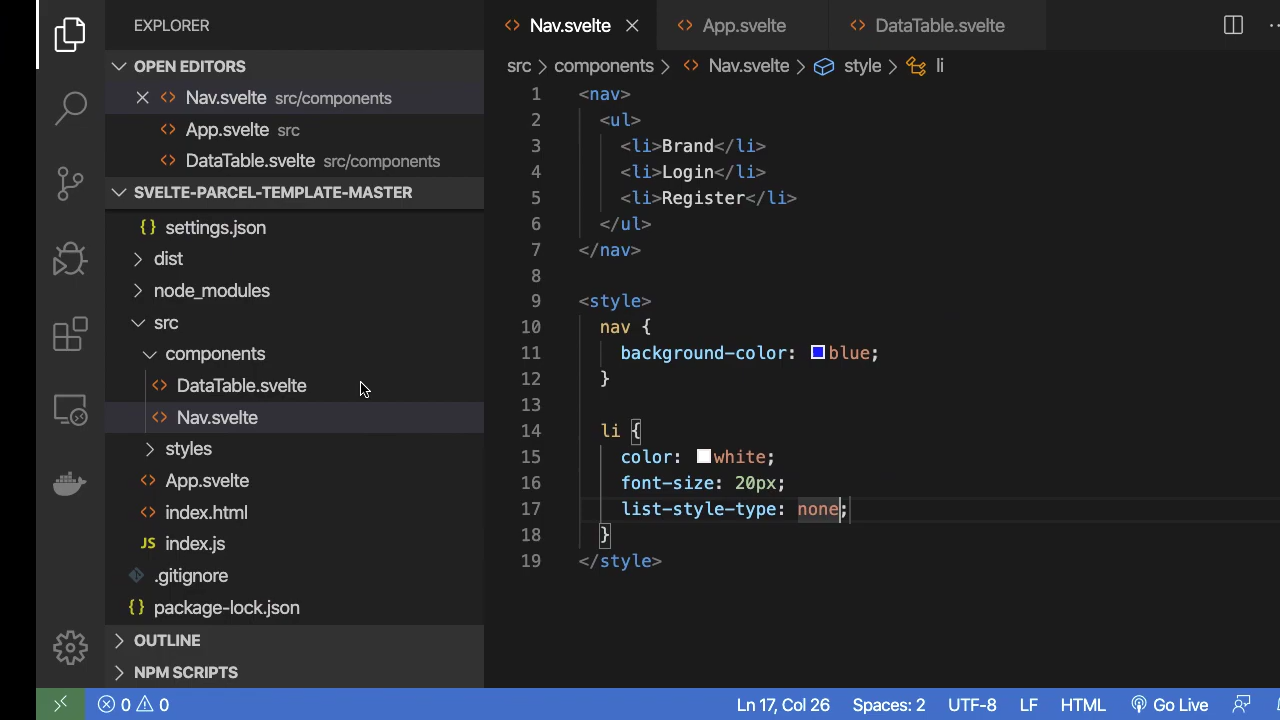 EXPLORER
OPEN EDITORS
Nav.svelte src/components
App.svelte src
DataTable.svelte src/components
SVELTE-PARCEL-TEMPLATE-MASTER
{} settings.json
dist
node_modules
src
components
<> DataTable.svelte
<> Nav.svelte
styles
<> App.svelte
<> index.html
JS index.js
.gitignore
{} package-lock.json
OUTLINE
NPM SCRIPTS
<> Nav.svelte
<> App.svelte
<> DataTable.svelte
src > components > <> Nav.svelte > style > li
1 <nav>
2 <ul>
3 <li>Brand</li>
4 <li>Login</li>
5 <li>Register</li>
6 </ul>
7 </nav>
8
9 <style>
10 nav {
11 background-color: blue;
12 }
13
14 li {
15 color: white;
16 font-size: 20px;
17 list-style-type: none;
18 }
19 </style>
0 0 Ln 17, Col 26 Spaces: 2 UTF-8 LF HTML Go Live